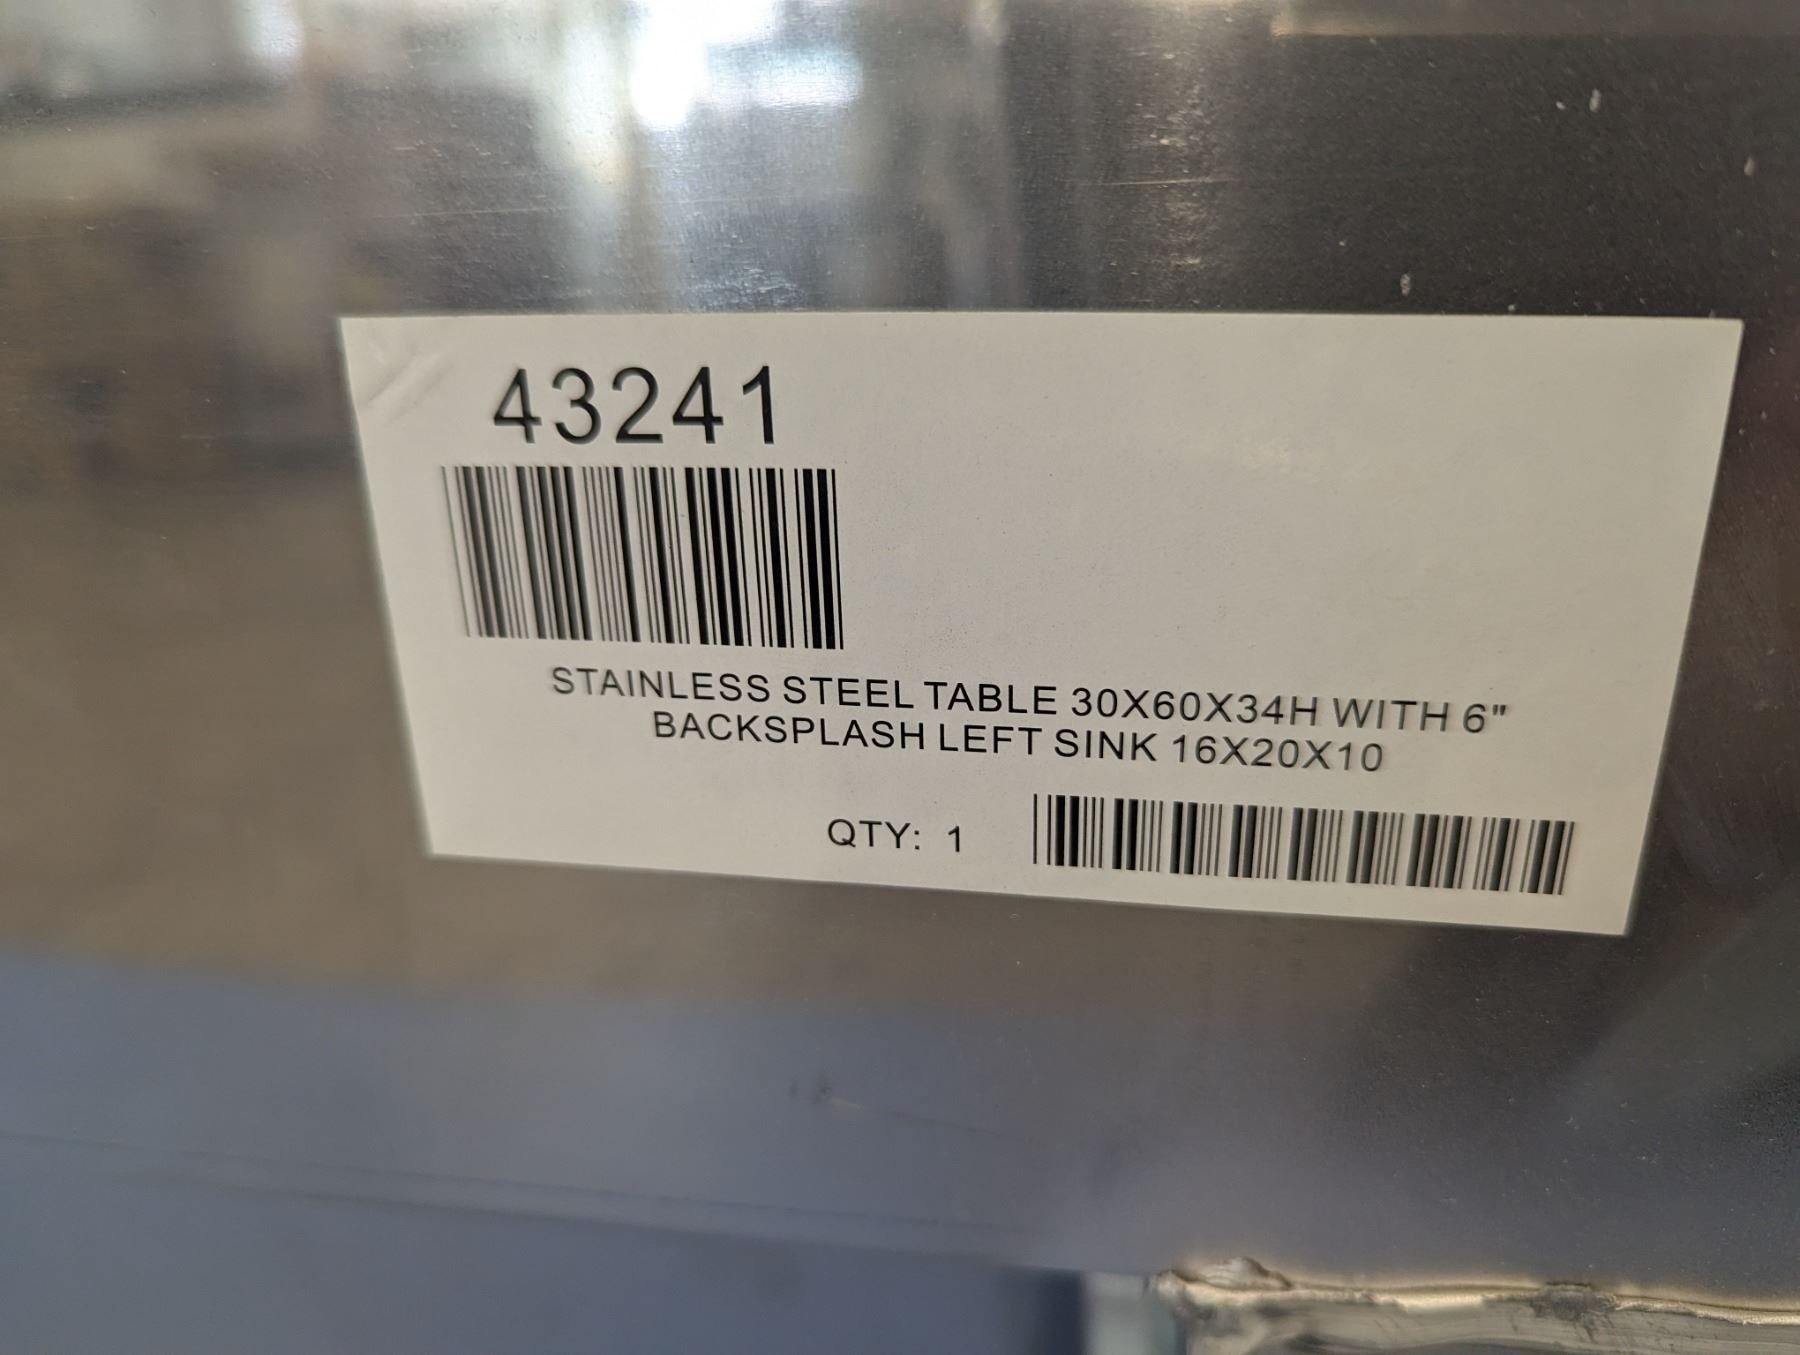 43241
STAINLESS STEEL TABLE 30X60X34H WITH 6"
BACKSPLASH LEFT SINK 16X20X10
QTY: 1